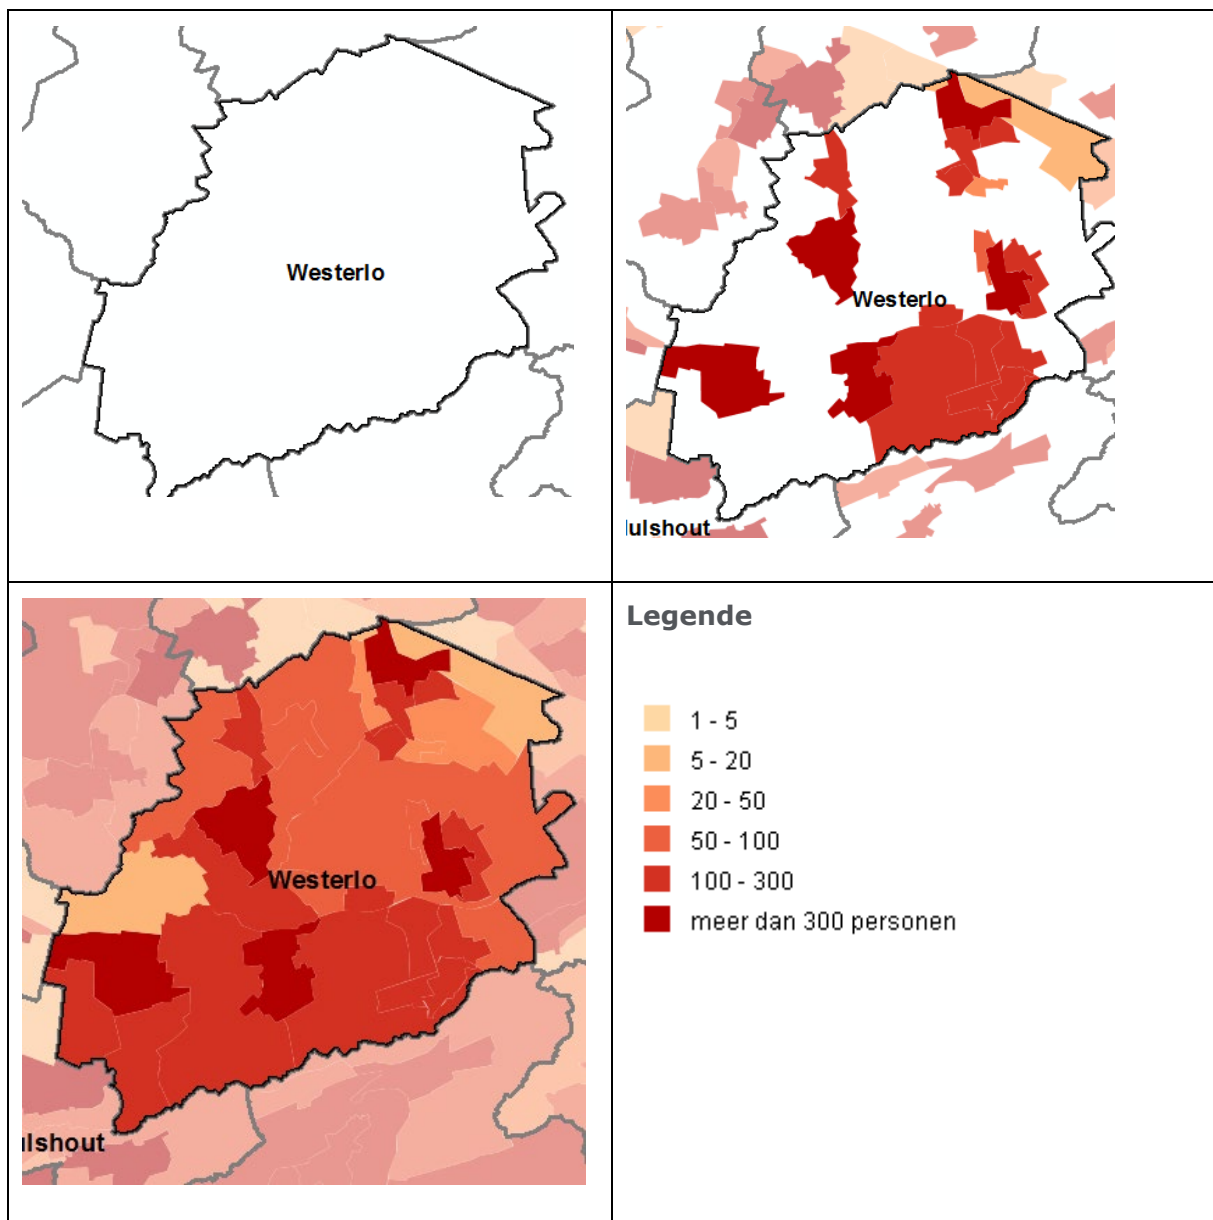 Westerlo
Westerlo
ulshout
Westerlo
ulshout
Legende
1 - 5
5 - 20
20 - 50
50 - 100
100 - 300
meer dan 300 personen